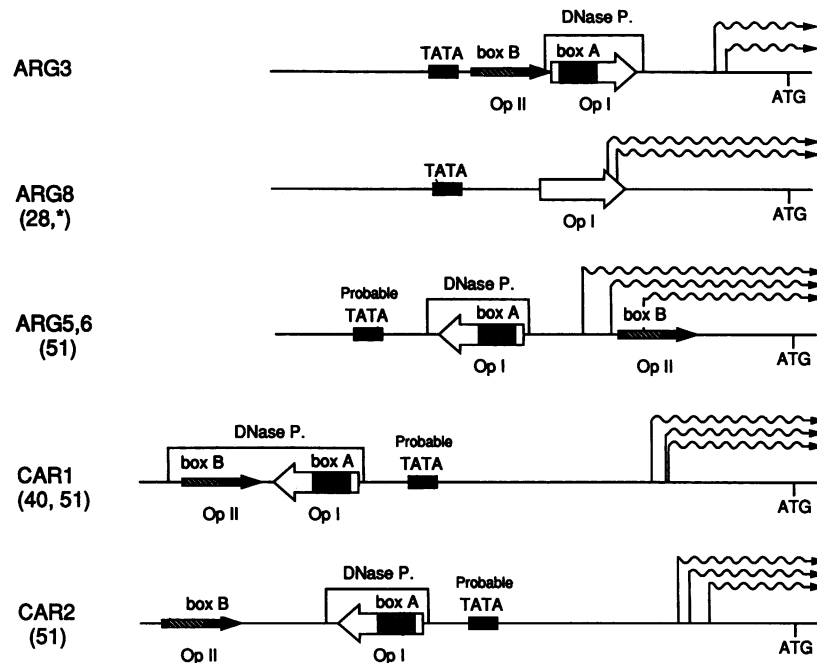 DNase P.
TATA box B box A
ARG3
Op II Op I
ATG
TATA
ARG8
(28,*)
Op I
ATG
Probable
TATA
DNase P.
box A
box B
ARG5,6
(51)
Op I
Op II
ATG
DNase P.
box B box A
Probable
TATA
CAR1
(40, 51)
Op II Op I
ATG
DNase P.
box B
box A
Probable
TATA
CAR2
(51)
Op II
Op I
ATG